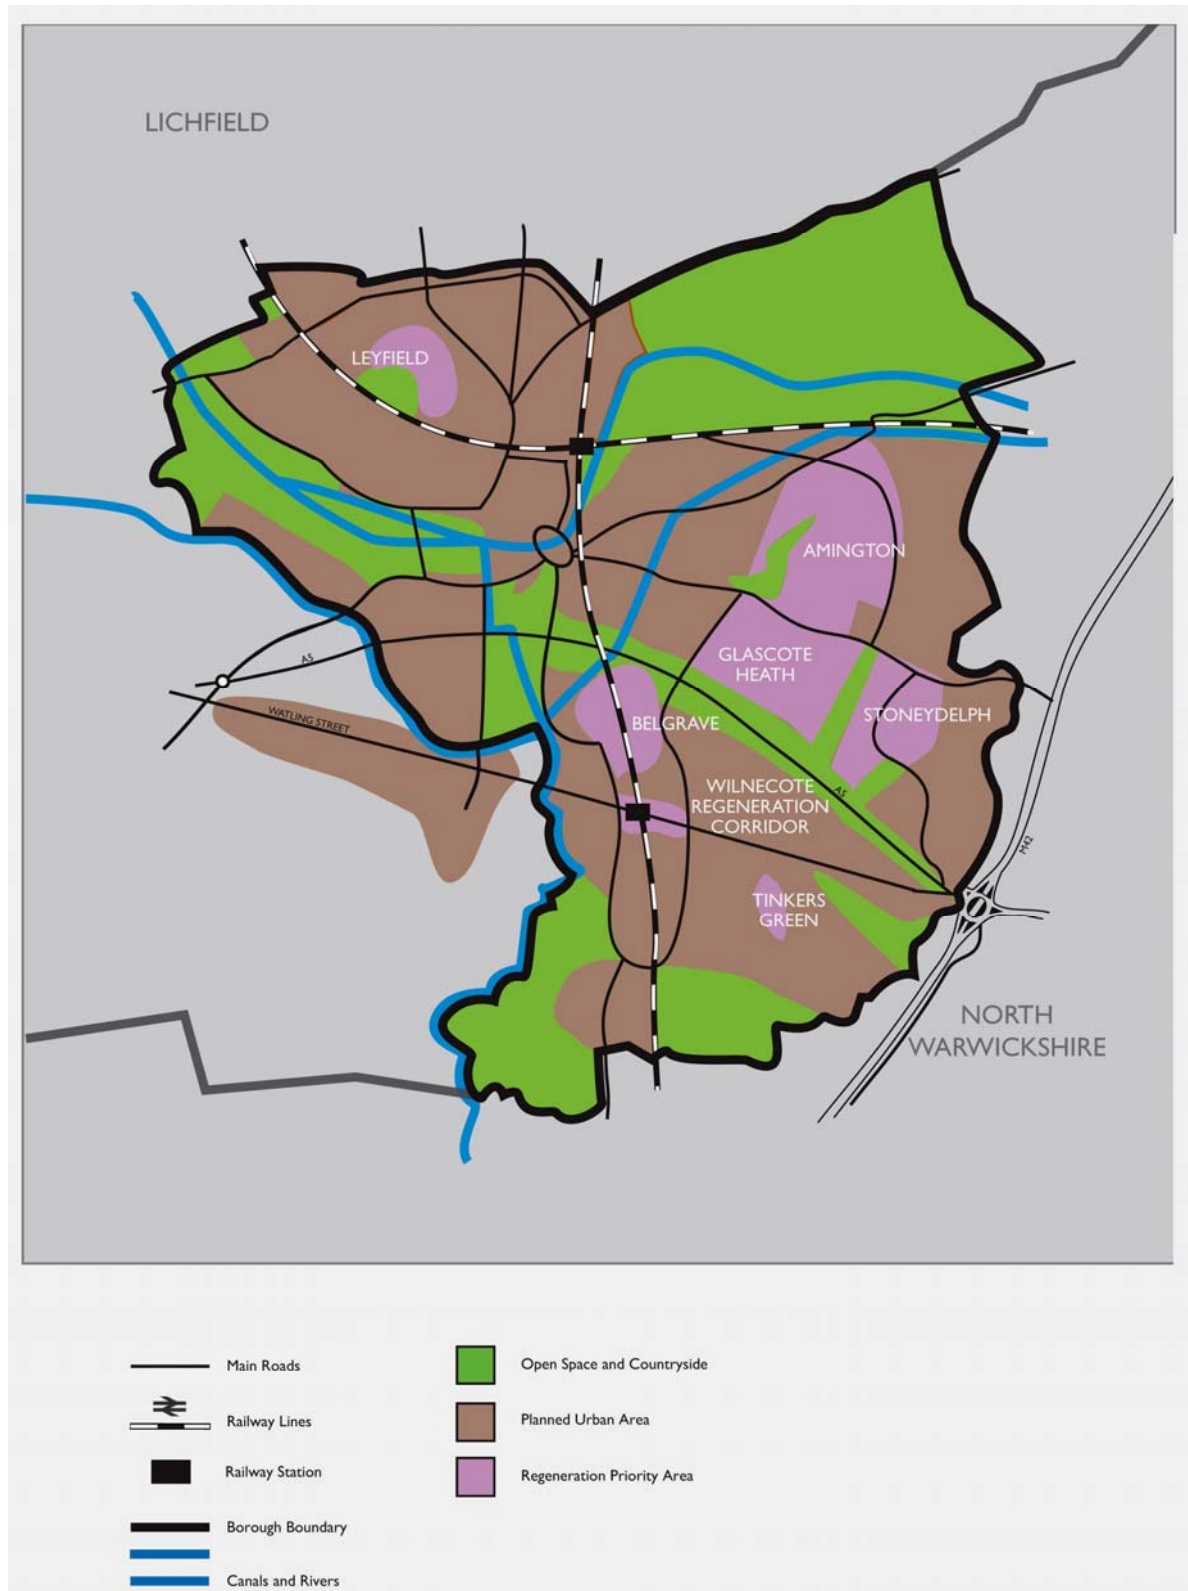 LICHFIELD
LEYFIELD
AMINGTON
GLASCOTE
HEATH
A5
STONEYDELPH
WATLING STREET
BELGRAVE
WILNECOTE
REGENERATION
CORRIDOR
A5
M42
TINKERS
GREEN
NORTH
WARWICKSHIRE
Main Roads
Open Space and Countryside
Railway Lines
Planned Urban Area
Railway Station
Regeneration Priority Area
Borough Boundary
Canals and Rivers